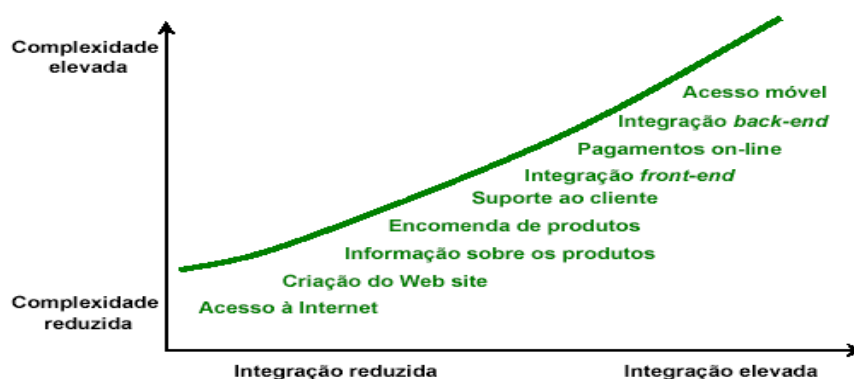 Complexidade
elevada
Acesso móvel
Integração back-end
Pagamentos on-line
Integração front-end
Suporte ao cliente
Encomenda de produtos
Informação sobre os produtos
Criação do Web site
Complexidade
reduzida
Acesso à Internet
Integração reduzida
Integração elevada